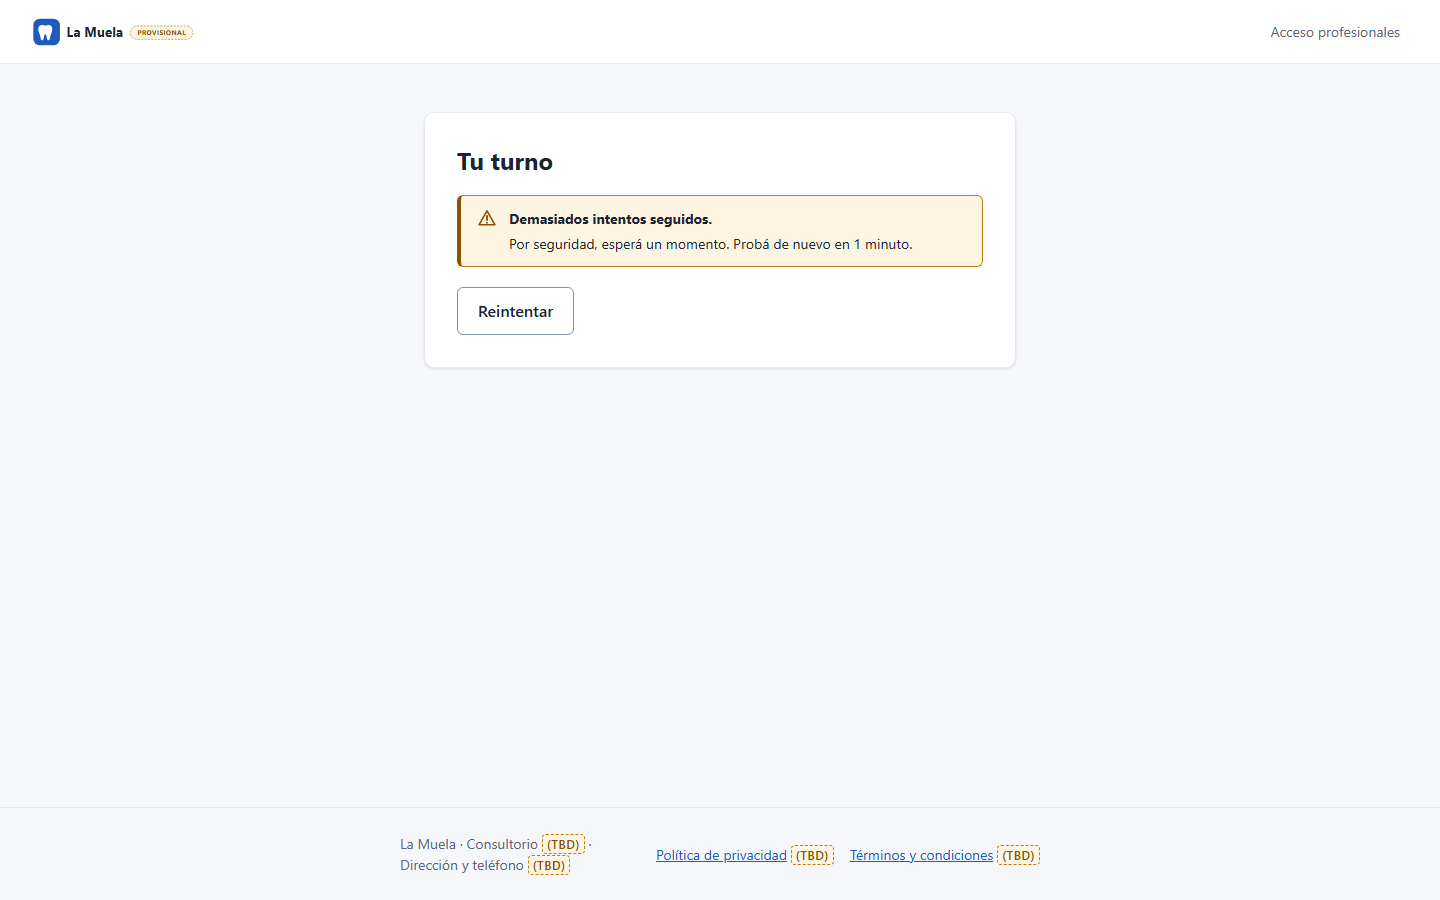 La Muela PROVISIONAL
Acceso profesionales
Tu turno
Demasiados intentos seguidos.
Por seguridad, esperá un momento. Probá de nuevo en 1 minuto.
Reintentar
La Muela · Consultorio (TBD) ·
Dirección y teléfono (TBD)
Política de privacidad (TBD) Términos y condiciones (TBD)